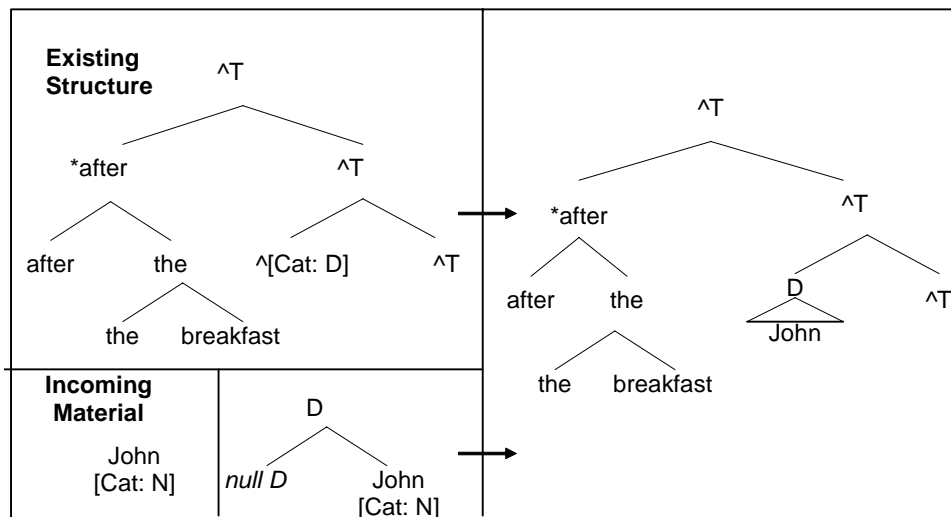 Existing
Structure
^T
*after ^T
after the ^[Cat: D] ^T
the breakfast
Incoming
Material
John
[Cat: N]
D
null D John
[Cat: N]
^T
*after ^T
after the D ^T
John
the breakfast